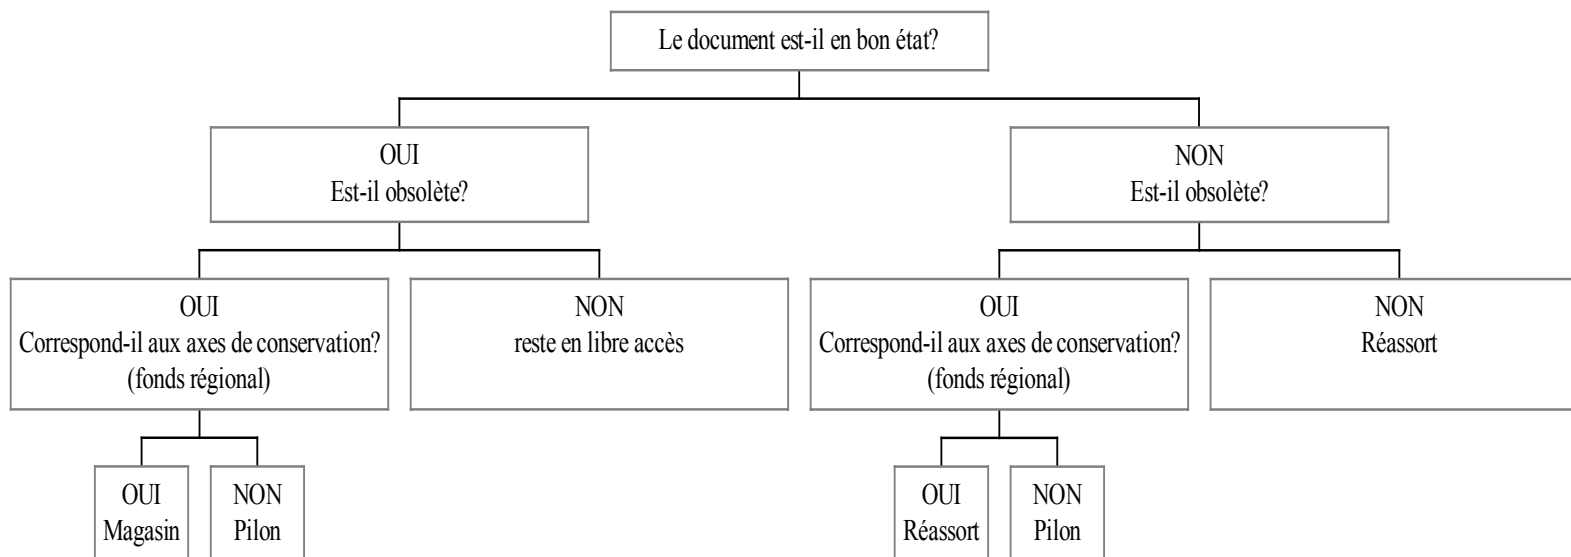 Le document est-il en bon état?
OUI
Est-il obsolète?
NON
Est-il obsolète?
OUI
Correspond-il aux axes de conservation?
(fonds régional)
NON
reste en libre accès
OUI
Correspond-il aux axes de conservation?
(fonds régional)
NON
Réassort
OUI
Magasin
NON
Pilon
OUI
Réassort
NON
Pilon